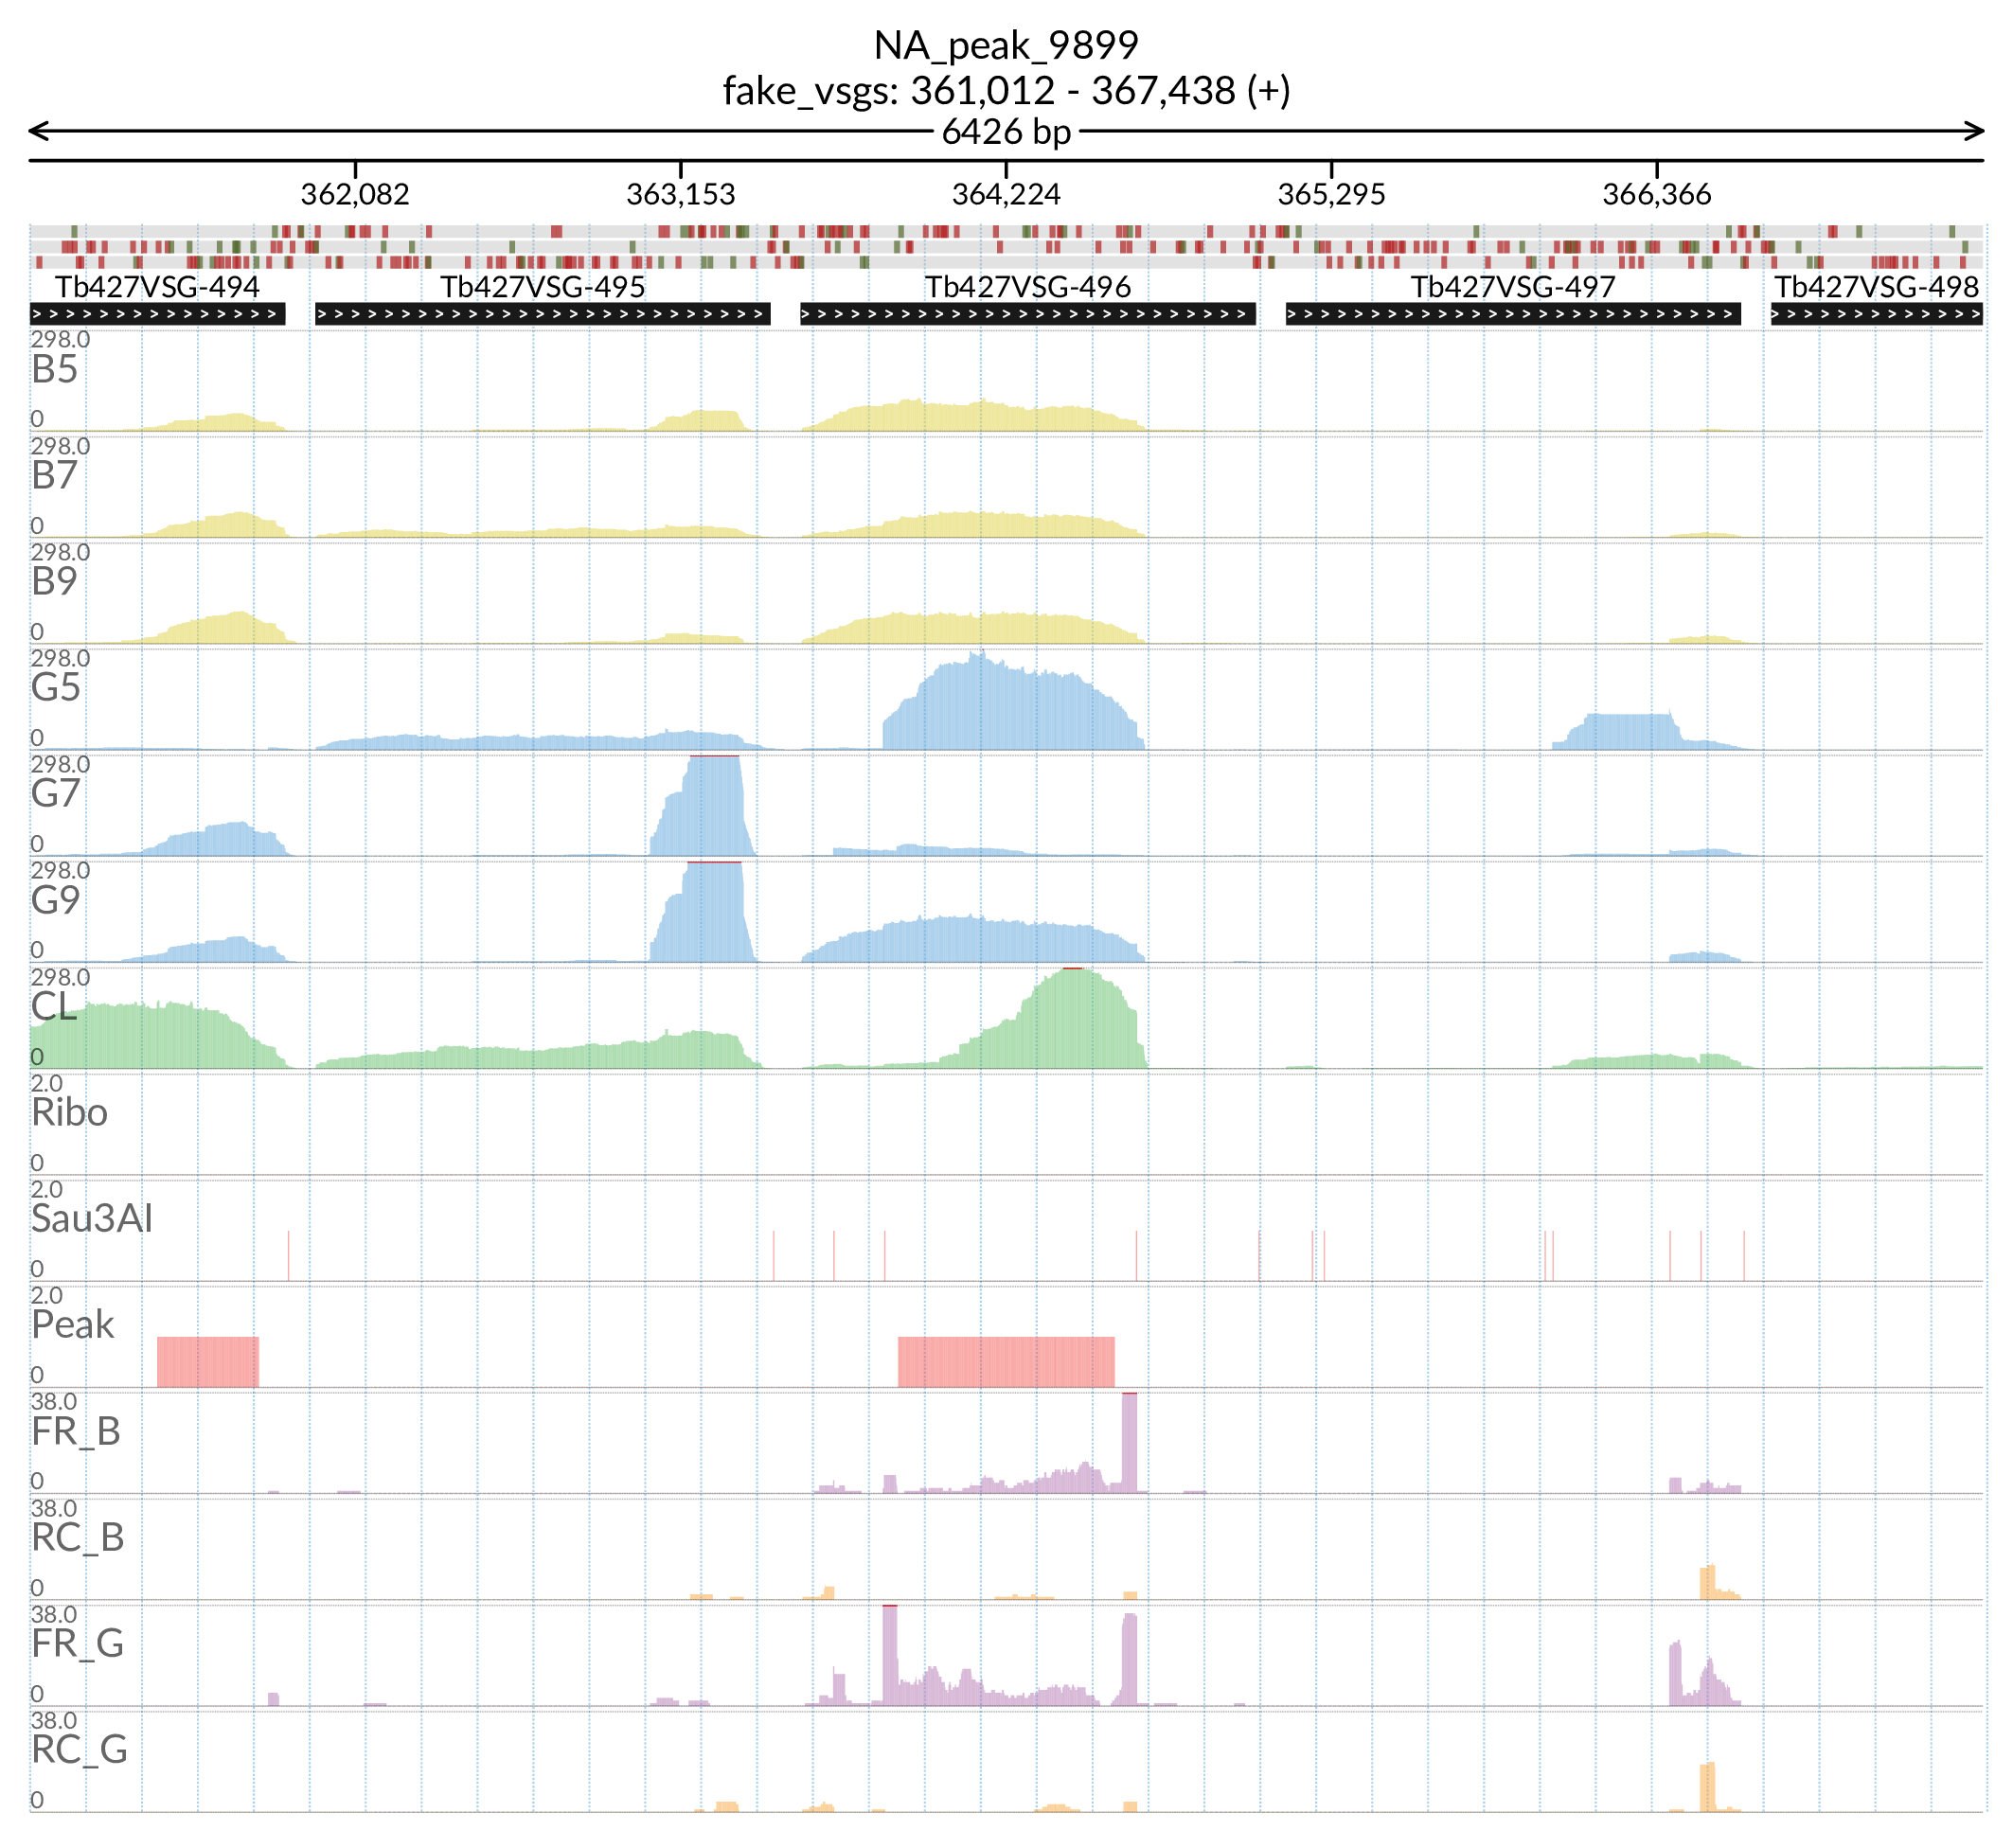 NA_peak_9899
fake_vsgs: 361,012 - 367,438 (+)
6426 bp
362,082 363,153 364,224 365,295 366,366
Tb427VSG-494 Tb427VSG-495 Tb427VSG-496 Tb427VSG-497 Tb427VSG-498
298.0
B5
0
298.0
B7
0
298.0
B9
0
298.0
G5
0
298.0
G7
0
298.0
G9
0
298.0
CL
0
2.0
Ribo
0
2.0
Sau3AI
0
2.0
Peak
0
38.0
FR_B
0
38.0
RC_B
0
38.0
FR_G
0
38.0
RC_G
0